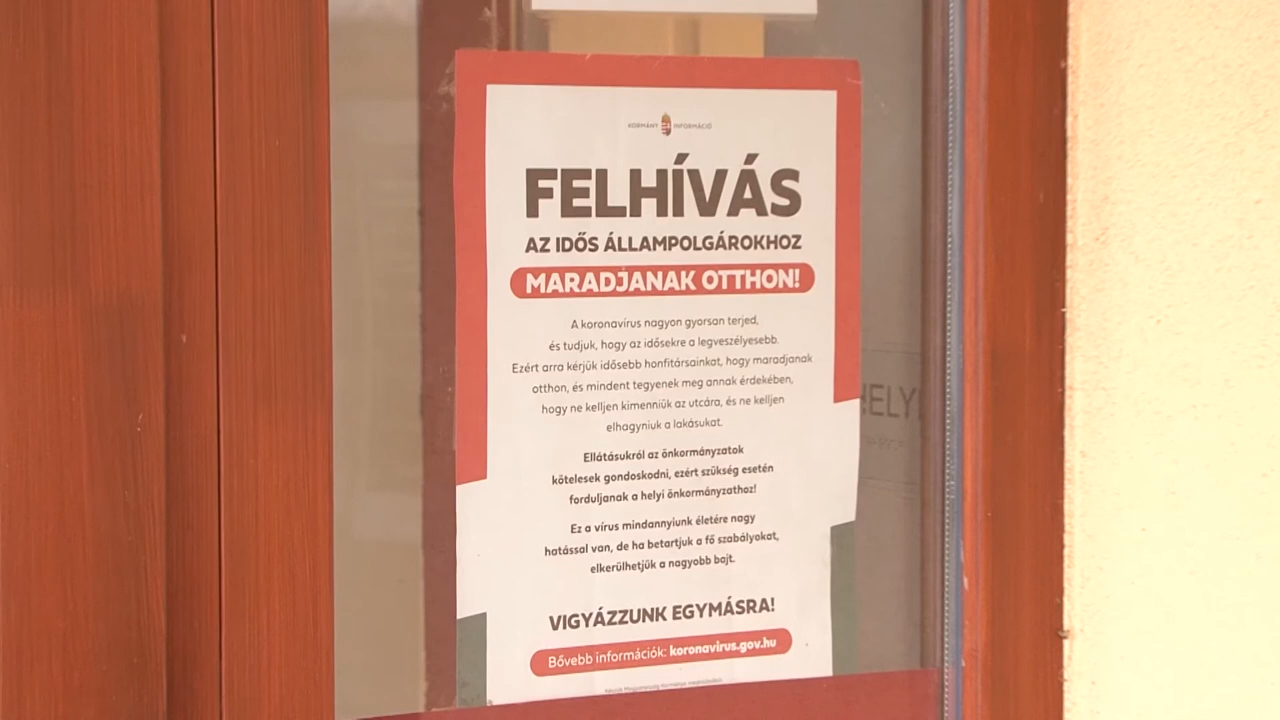 KORMÁNY INFORMÁCIÓ
FELHÍVÁS
AZ IDŐS ÁLLAMPOLGÁROKHOZ
MARADJANAK OTTHON!
A koronavírus nagyon gyorsan terjed,
és tudjuk, hogy az idősekre a legveszélyesebb.
Ezért arra kérjük idősebb honfitársainkat, hogy maradjanak
otthon, és mindent tegyenek meg annak érdekében,
hogy ne kelljen kimenniük az utcára, és ne kelljen
elhagyniuk a lakásukat.
Ellátásukról az önkormányzatok
kötelesek gondoskodni, ezért szükség esetén
forduljanak a helyi önkormányzathoz!
Ez a vírus mindannyiunk életére nagy
hatással van, de ha betartjuk a fő szabályokat,
elkerülhetjük a nagyobb bajt.
VIGYÁZZUNK EGYMÁSRA!
Bővebb információk: koronavirus.gov.hu
Készült Magyarország Kormánya megbízásából
HELY